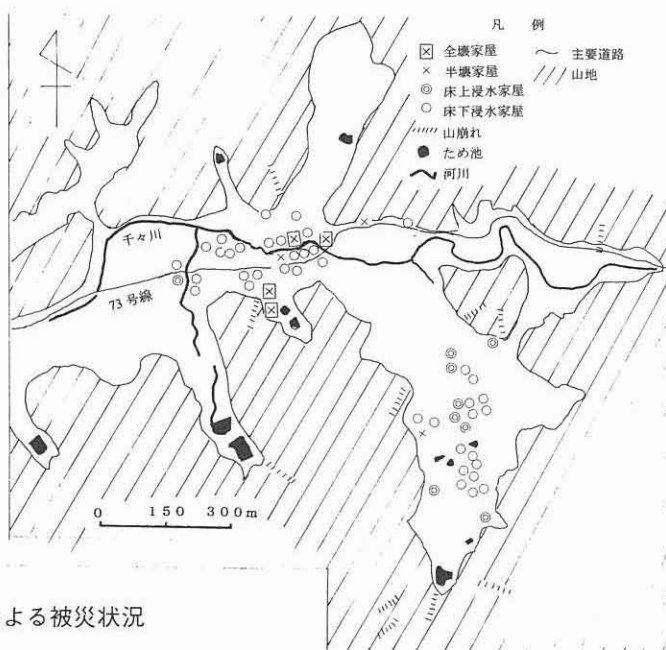 凡 例
全壊家屋
半壊家屋
床上浸水家屋
床下浸水家屋
山崩れ
ため池
河川
主要道路
山地
千々川
73号線
0 150 300m
よる被災状況